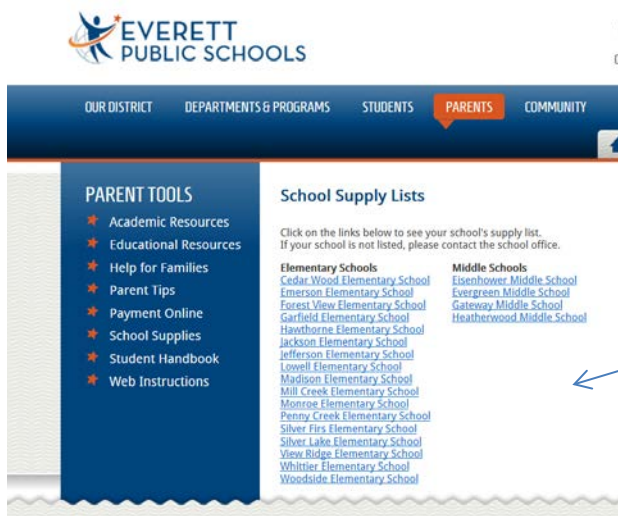 EVERETT
PUBLIC SCHOOLS
OUR DISTRICT DEPARTMENTS & PROGRAMS STUDENTS PARENTS COMMUNITY
PARENT TOOLS
Academic Resources
Educational Resources
Help for Families
Parent Tips
Payment Online
School Supplies
Student Handbook
Web Instructions
School Supply Lists
Click on the links below to see your school's supply list.
If your school is not listed, please contact the school office.
Elementary Schools
Cedar Wood Elementary School
Emerson Elementary School
Forest View Elementary School
Garfield Elementary School
Hawthorne Elementary School
Jackson Elementary School
Jefferson Elementary School
Lowell Elementary School
Madison Elementary School
Mill Creek Elementary School
Monroe Elementary School
Penny Creek Elementary School
Silver Firs Elementary School
Silver Lake Elementary School
View Ridge Elementary School
Whittier Elementary School
Woodside Elementary School
Middle Schools
Eisenhower Middle School
Evergreen Middle School
Gateway Middle School
Heatherwood Middle School